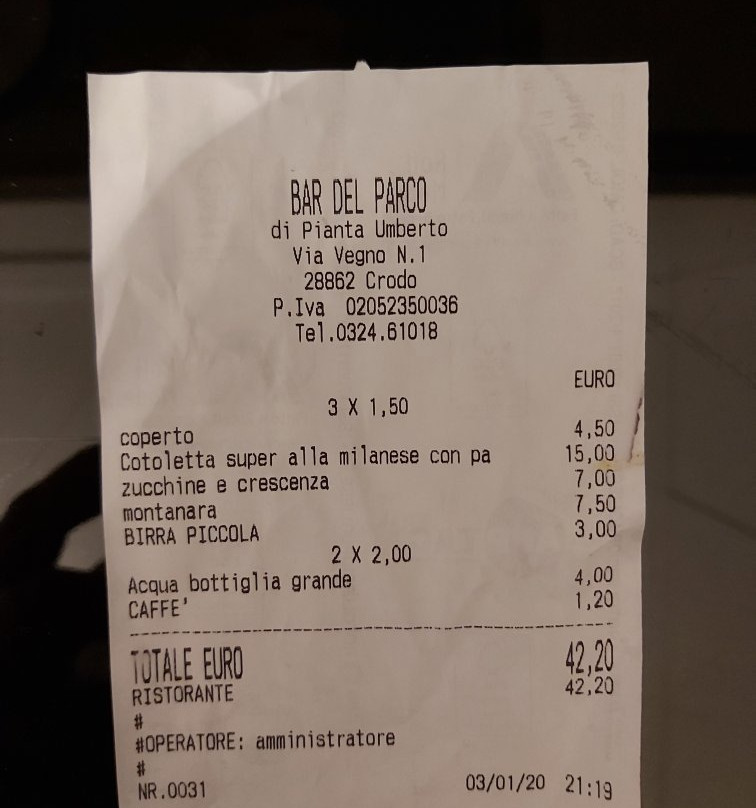 BAR DEL PARCO
di Pianta Umberto
Via Vegno N.1
28862 Crodo
P.Iva 02052350036
Tel.0324.61018
EURO
3 X 1,50
coperto 4,50
Cotoletta super alla milanese con pa 15,00
zucchine e crescenza 7,00
montanara 7,50
BIRRA PICCOLA 3,00
2 X 2,00
Acqua bottiglia grande 4,00
CAFFE' 1,20
TOTALE EURO 42,20
RISTORANTE 42,20
#
#OPERATORE: amministratore
#
NR.0031 03/01/20 21:19